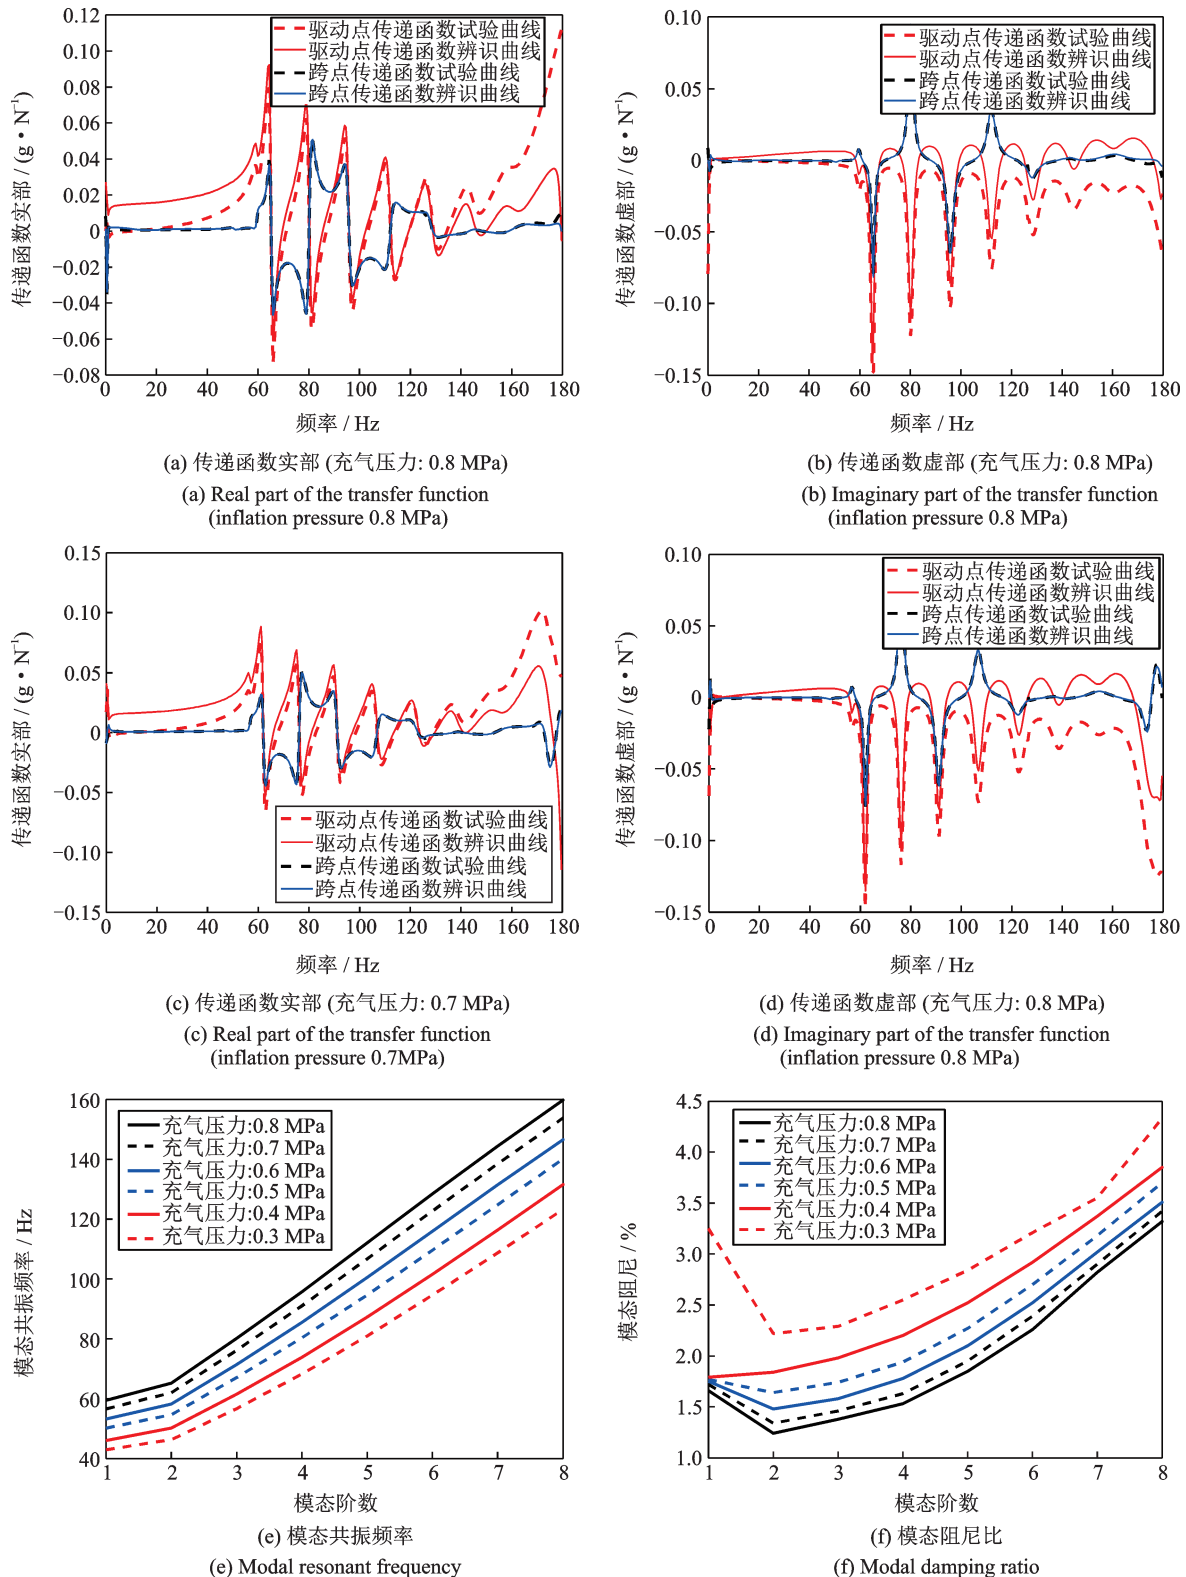 0.12
0.10
0.08
0.06
0.04
0.02
0
−0.02
−0.04
−0.06
−0.08
传递函数实部 / (g • N⁻¹)
驱动点传递函数试验曲线
驱动点传递函数辨识曲线
跨点传递函数试验曲线
跨点传递函数辨识曲线
0 20 40 60 80 100 120 140 160 180
频率 / Hz
(a) 传递函数实部 (充气压力: 0.8 MPa)
(a) Real part of the transfer function
(inflation pressure 0.8 MPa)
0.10
0.05
0
−0.05
−0.10
−0.15
传递函数虚部 / (g • N⁻¹)
驱动点传递函数试验曲线
驱动点传递函数辨识曲线
跨点传递函数试验曲线
跨点传递函数辨识曲线
0 20 40 60 80 100 120 140 160 180
频率 / Hz
(b) 传递函数虚部 (充气压力: 0.8 MPa)
(b) Imaginary part of the transfer function
(inflation pressure 0.8 MPa)
0.15
0.10
0.05
0
−0.05
−0.10
−0.15
传递函数实部 / (g • N⁻¹)
驱动点传递函数试验曲线
驱动点传递函数辨识曲线
跨点传递函数试验曲线
跨点传递函数辨识曲线
0 20 40 60 80 100 120 140 160 180
频率 / Hz
(c) 传递函数实部 (充气压力: 0.7 MPa)
(c) Real part of the transfer function
(inflation pressure 0.7MPa)
0.10
0.05
0
−0.05
−0.10
−0.15
传递函数虚部 / (g • N⁻¹)
驱动点传递函数试验曲线
驱动点传递函数辨识曲线
跨点传递函数试验曲线
跨点传递函数辨识曲线
0 20 40 60 80 100 120 140 160 180
频率 / Hz
(d) 传递函数虚部 (充气压力: 0.8 MPa)
(d) Imaginary part of the transfer function
(inflation pressure 0.8 MPa)
160
140
120
100
80
60
40
模态共振频率 / Hz
充气压力:0.8 MPa
充气压力:0.7 MPa
充气压力:0.6 MPa
充气压力:0.5 MPa
充气压力:0.4 MPa
充气压力:0.3 MPa
1 2 3 4 5 6 7 8
模态阶数
(e) 模态共振频率
(e) Modal resonant frequency
4.5
4.0
3.5
3.0
2.5
2.0
1.5
1.0
模态阻尼 / %
充气压力:0.8 MPa
充气压力:0.7 MPa
充气压力:0.6 MPa
充气压力:0.5 MPa
充气压力:0.4 MPa
充气压力:0.3 MPa
1 2 3 4 5 6 7 8
模态阶数
(f) 模态阻尼比
(f) Modal damping ratio